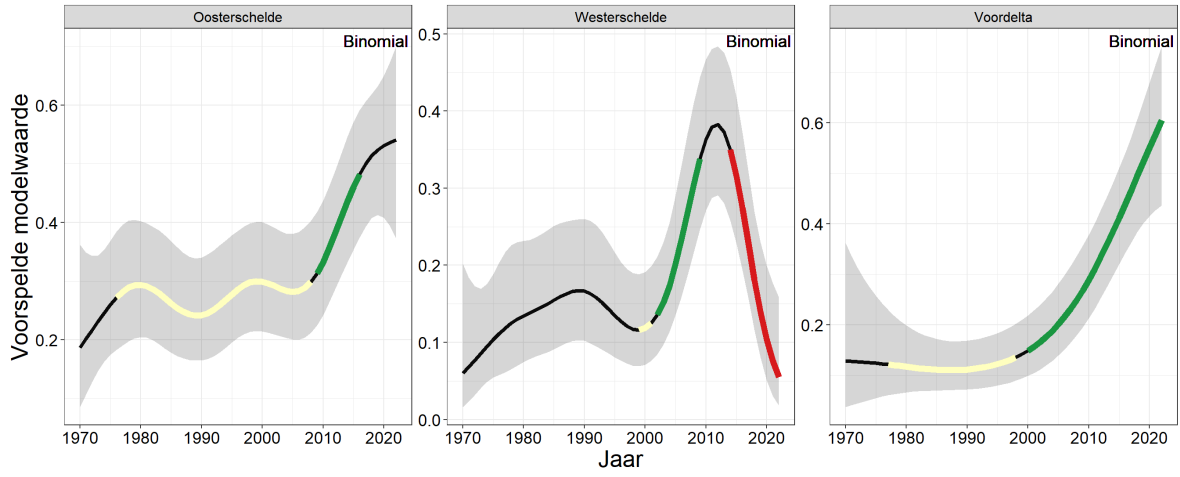 Oosterschelde
Westerschelde
Voordelta
Voorspelde modelwaarde
Binomial
0.6
0.4
0.2
1970 1980 1990 2000 2010 2020
Binomial
0.5
0.4
0.3
0.2
0.1
0.0
1970 1980 1990 2000 2010 2020
Binomial
0.6
0.4
0.2
1970 1980 1990 2000 2010 2020
Jaar